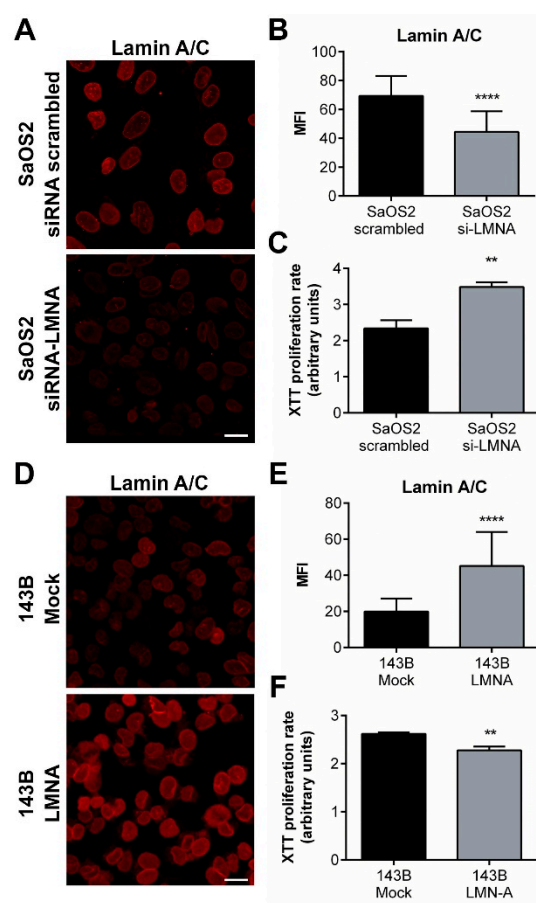 A
Lamin A/C
SaOS2
siRNA scrambled
SaOS2
siRNA-LMNA
B
Lamin A/C
MFI
100
80
60
40
20
0
****
SaOS2
scrambled
SaOS2
si-LMNA
C
XTT proliferation rate
(arbitrary units)
4
3
2
1
0
**
SaOS2
scrambled
SaOS2
si-LMNA
D
Lamin A/C
143B
Mock
143B
LMNA
E
Lamin A/C
MFI
80
60
40
20
0
****
143B
Mock
143B
LMNA
F
XTT proliferation rate
(arbitrary units)
3
2
1
0
**
143B
Mock
143B
LMN-A